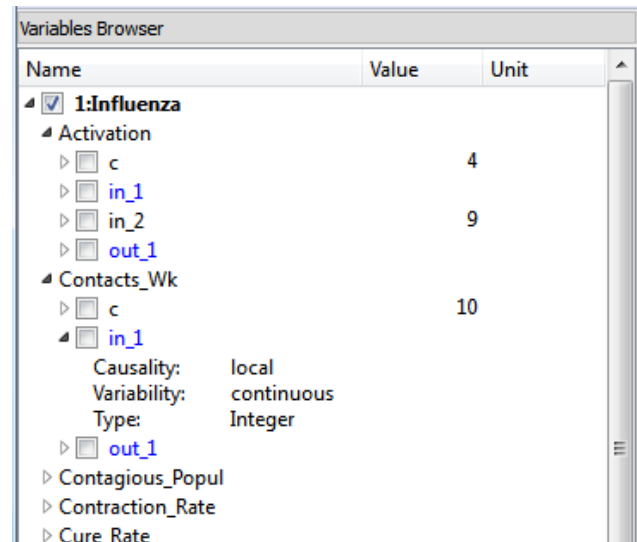 Variables Browser
Name Value Unit
1:Influenza
Activation
c 4
in_1
in_2 9
out_1
Contacts_Wk
c 10
in_1
Causality: local
Variability: continuous
Type: Integer
out_1
Contagious_Popul
Contraction_Rate
Cure_Rate